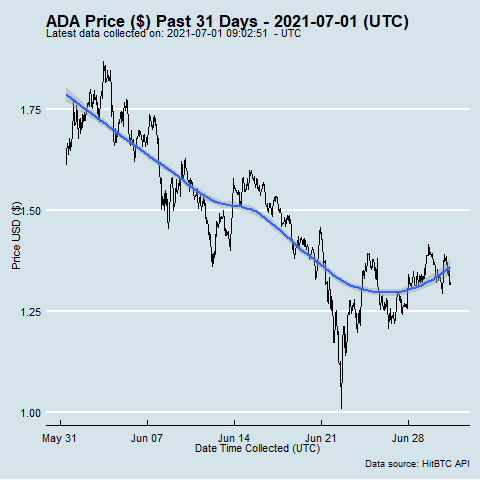 ADA Price ($) Past 31 Days - 2021-07-01 (UTC)
Latest data collected on: 2021-07-01 09:02:51 - UTC
Price USD ($)
1.75
1.50
1.25
1.00
May 31 Jun 07 Jun 14 Jun 21 Jun 28
Date Time Collected (UTC)
Data source: HitBTC API